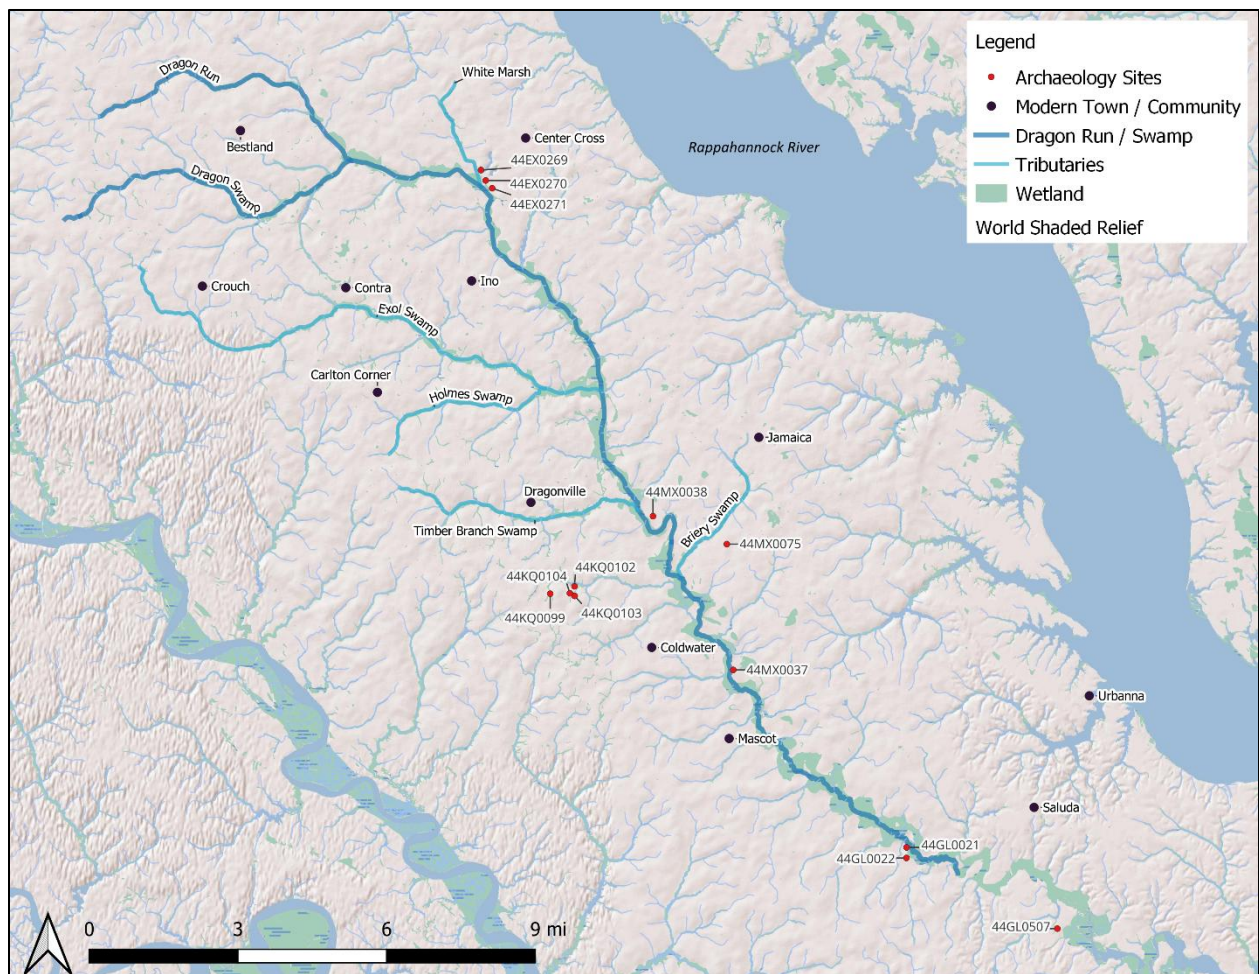 Legend
Archaeology Sites
Modern Town / Community
Dragon Run / Swamp
Tributaries
Wetland
World Shaded Relief
Dragon Run
White Marsh
Bestland
Center Cross
Rappahannock River
44EX0269
44EX0270
44EX0271
Dragon Swamp
Crouch
Contra
Ino
Exol Swamp
Carlton Corner
Holmes Swamp
Jamaica
Dragonville
44MX0038
Timber Branch Swamp
Briery Swamp
44MX0075
44KQ0102
44KQ0104
44KQ0099
44KQ0103
Coldwater
44MX0037
Urbanna
Mascot
Saluda
44GL0021
44GL0022
44GL0507
0 3 6 9 mi